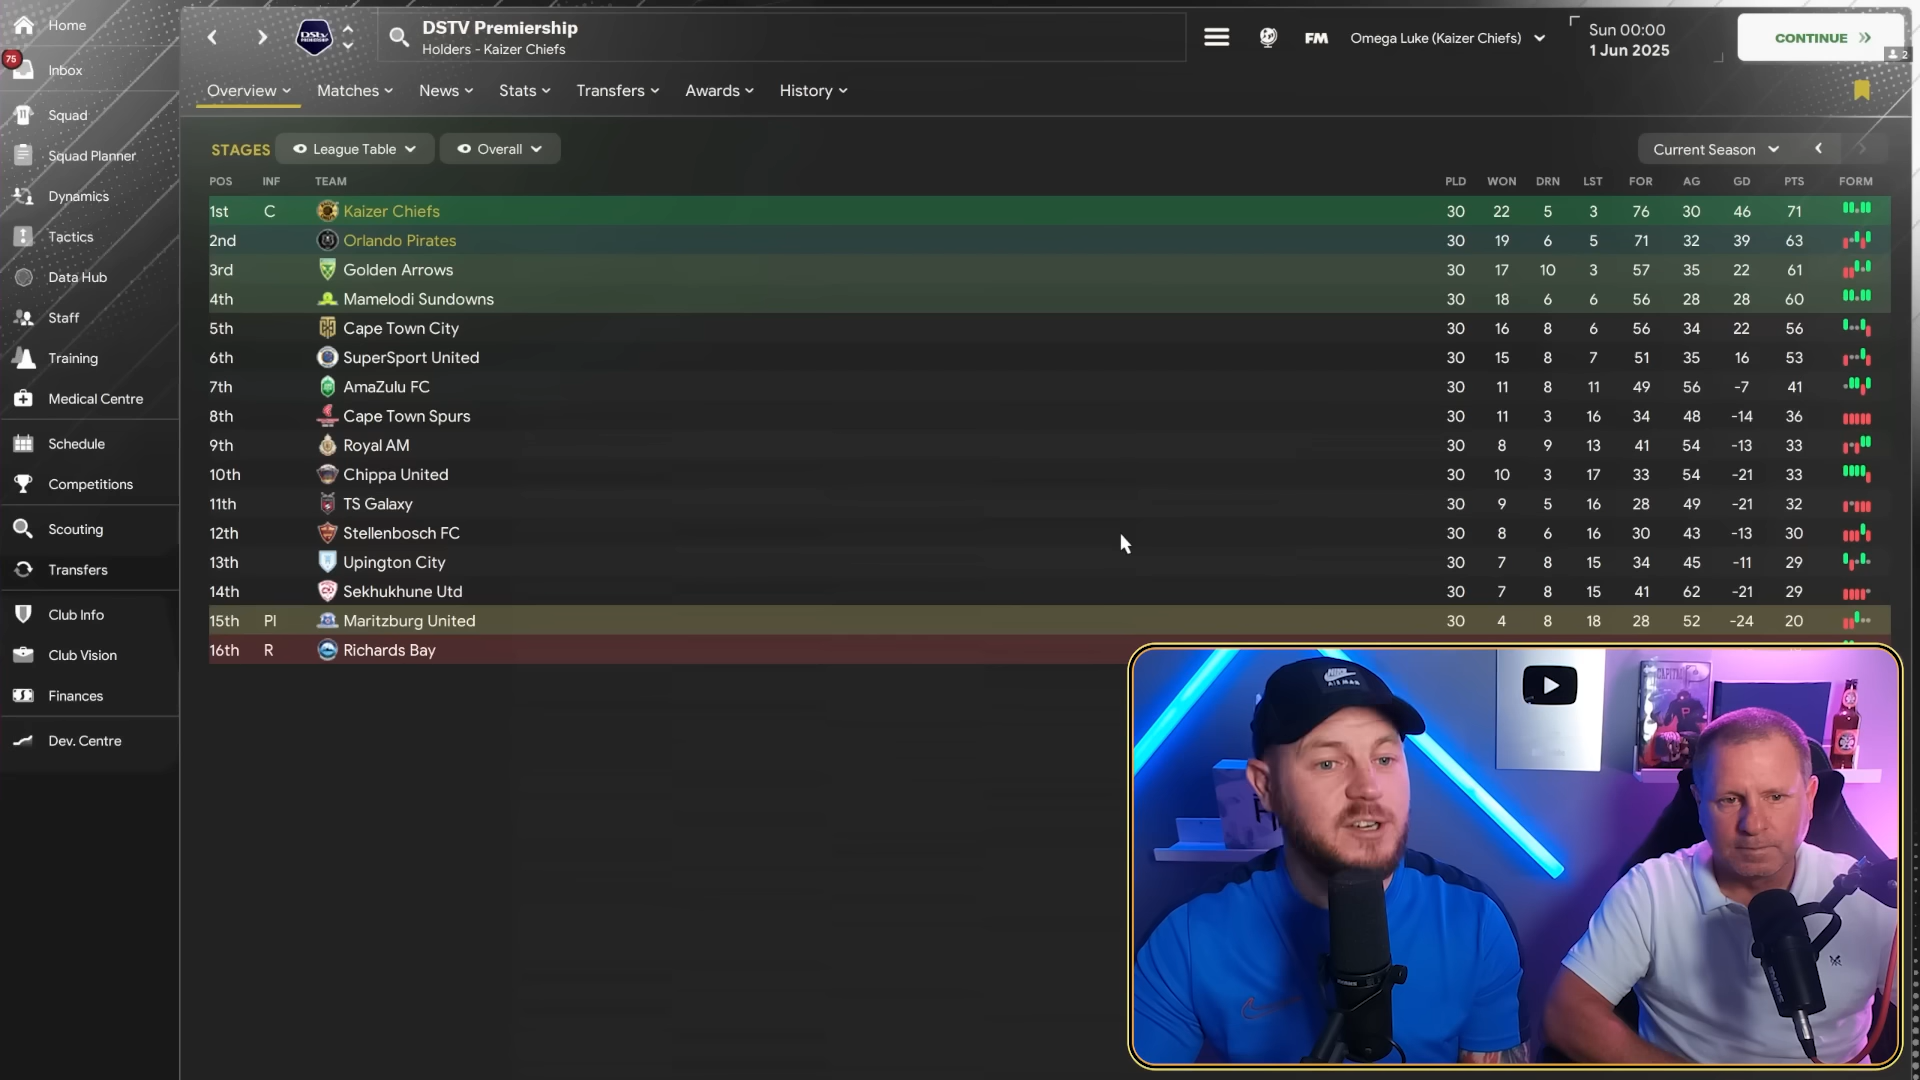 Home
75
Inbox
Squad
Squad Planner
Dynamics
Tactics
Data Hub
Staff
Training
Medical Centre
Schedule
Competitions
Scouting
Transfers
Club Info
Club Vision
Finances
Dev. Centre
DStv
DSTV Premiership
Holders - Kaizer Chiefs
FM
Omega Luke (Kaizer Chiefs)
Sun 00:00
1 Jun 2025
CONTINUE
2
Overview Matches News Stats Transfers Awards History
STAGES League Table Overall Current Season
POS INF TEAM PLD WON DRN LST FOR AG GD PTS FORM
1st C Kaizer Chiefs 30 22 5 3 76 30 46 71
2nd Orlando Pirates 30 19 6 5 71 32 39 63
3rd Golden Arrows 30 17 10 3 57 35 22 61
4th Mamelodi Sundowns 30 18 6 6 56 28 28 60
5th Cape Town City 30 16 8 6 56 34 22 56
6th SuperSport United 30 15 8 7 51 35 16 53
7th AmaZulu FC 30 11 8 11 49 56 -7 41
8th Cape Town Spurs 30 11 3 16 34 48 -14 36
9th Royal AM 30 8 9 13 41 54 -13 33
10th Chippa United 30 10 3 17 33 54 -21 33
11th TS Galaxy 30 9 5 16 28 49 -21 32
12th Stellenbosch FC 30 8 6 16 30 43 -13 30
13th Upington City 30 7 8 15 34 45 -11 29
14th Sekhukhune Utd 30 7 8 15 41 62 -21 29
15th Pl Maritzburg United 30 4 8 18 28 52 -24 20
16th R Richards Bay
CAPITAL